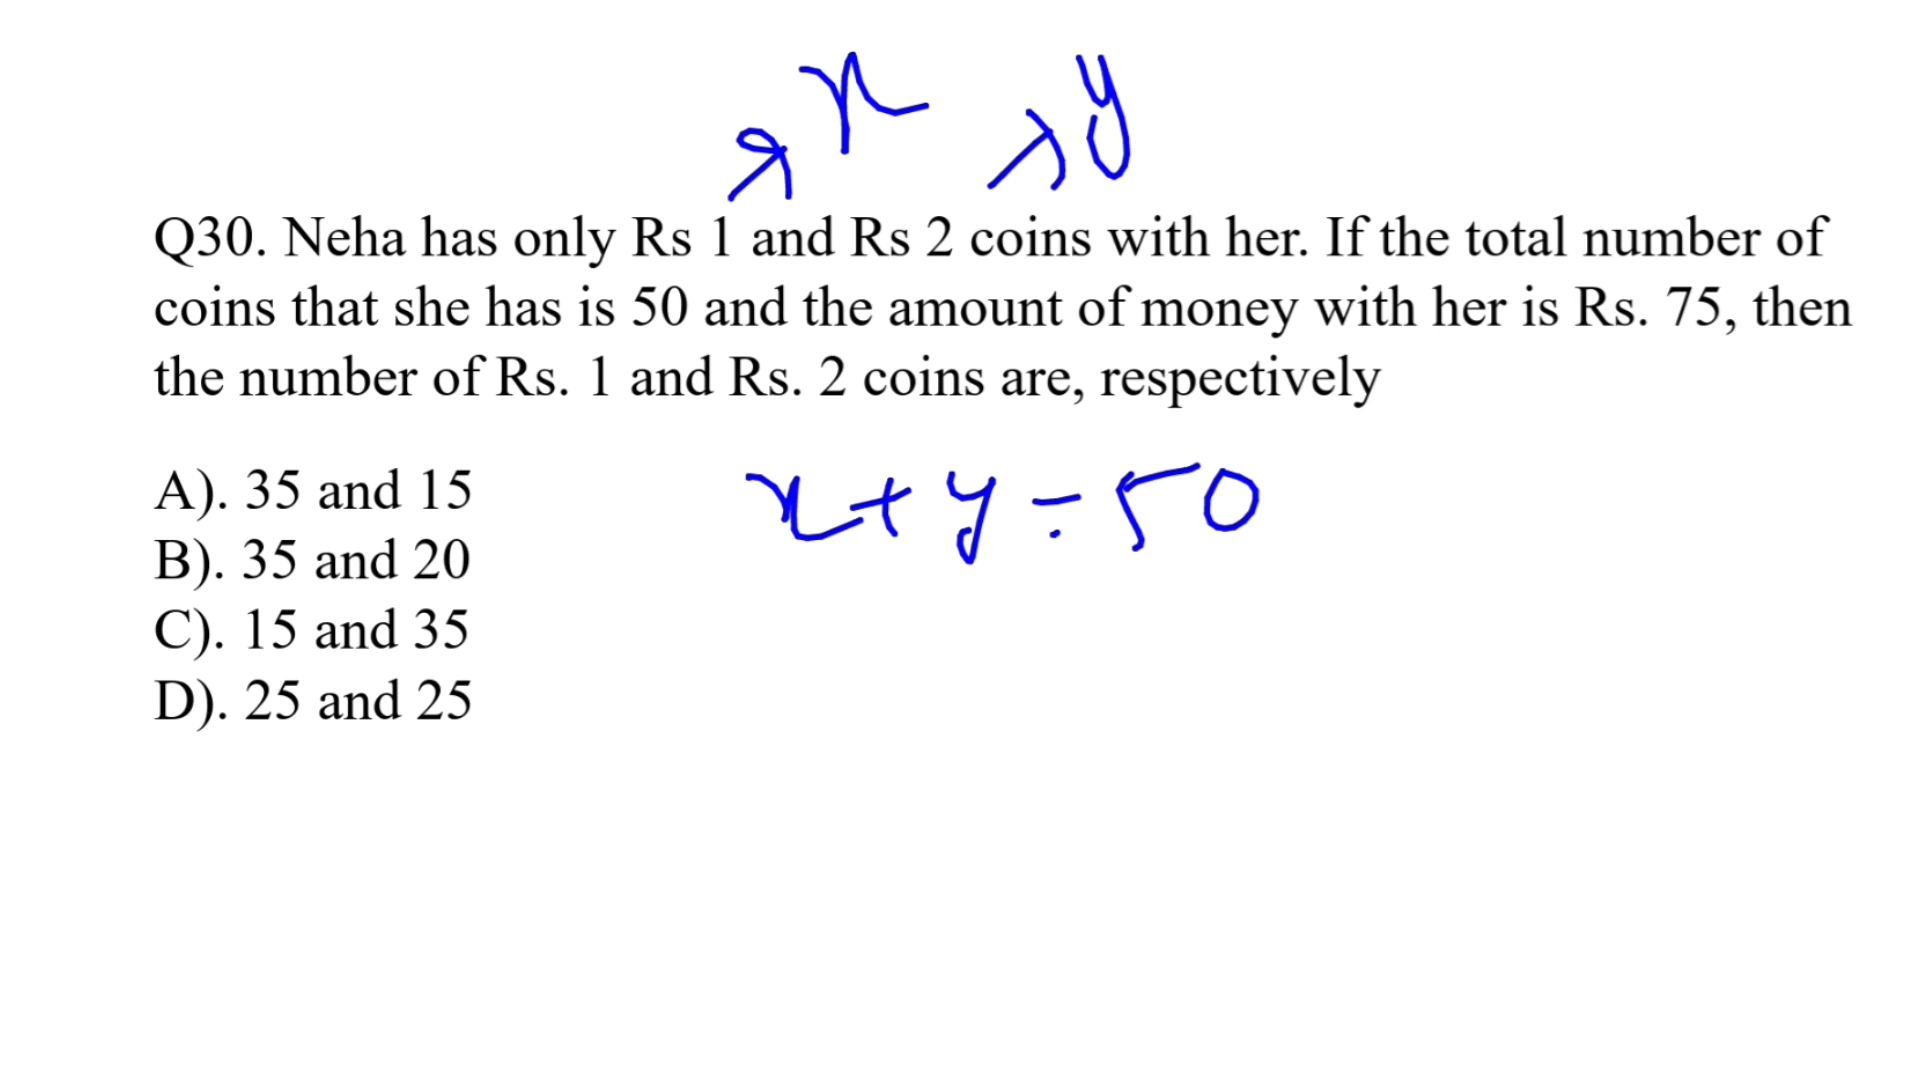 x y
Q30. Neha has only Rs 1 and Rs 2 coins with her. If the total number of
coins that she has is 50 and the amount of money with her is Rs. 75, then
the number of Rs. 1 and Rs. 2 coins are, respectively
A). 35 and 15
x+y=50
B). 35 and 20
C). 15 and 35
D). 25 and 25